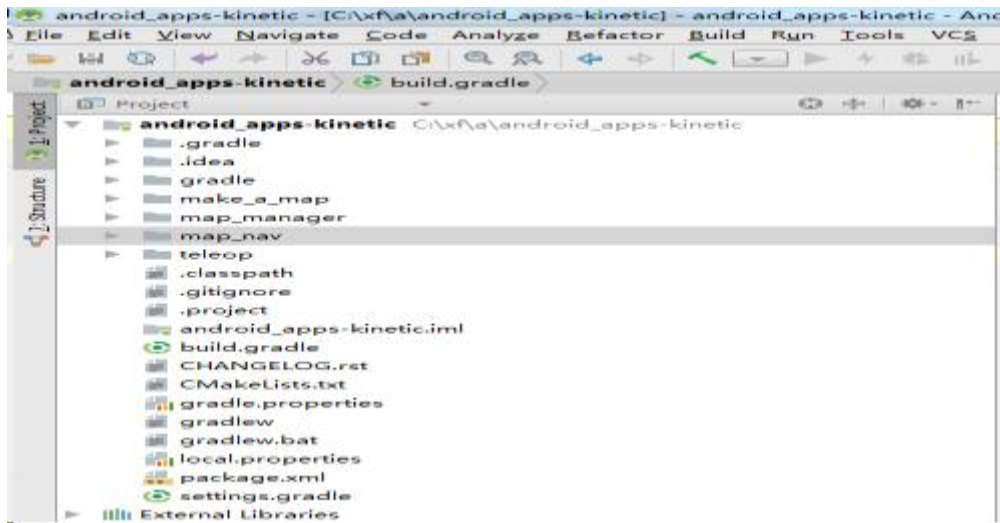 android_apps-kinetic - [C:\xf\a\android_apps-kinetic] - android_apps-kinetic - And
File Edit View Navigate Code Analyze Refactor Build Run Tools VCS
android_apps-kinetic build.gradle
Project
1: Project
2: Structure
android_apps-kinetic C:\xf\a\android_apps-kinetic
.gradle
.idea
gradle
make_a_map
map_manager
map_nav
teleop
.classpath
.gitignore
.project
android_apps-kinetic.iml
build.gradle
CHANGELOG.rst
CMakeLists.txt
gradle.properties
gradlew
gradlew.bat
local.properties
package.xml
settings.gradle
External Libraries